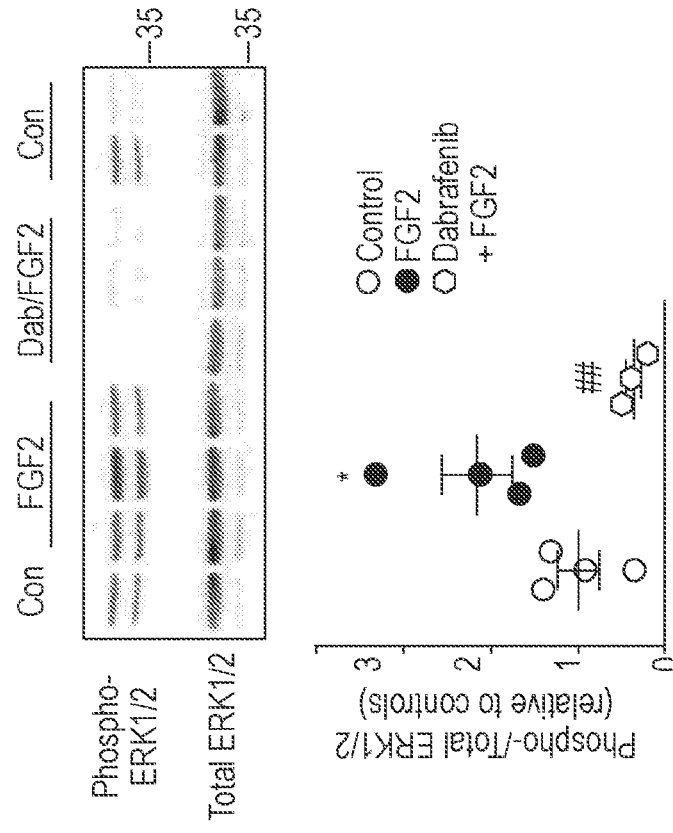 Con
FGF2
Dab/FGF2
Con
Phospho-
ERK1/2
–35
Total ERK1/2
–35
Phospho-/Total ERK1/2
(relative to controls)
3
2
1
0
*
##
Control
FGF2
Dabrafenib
+ FGF2